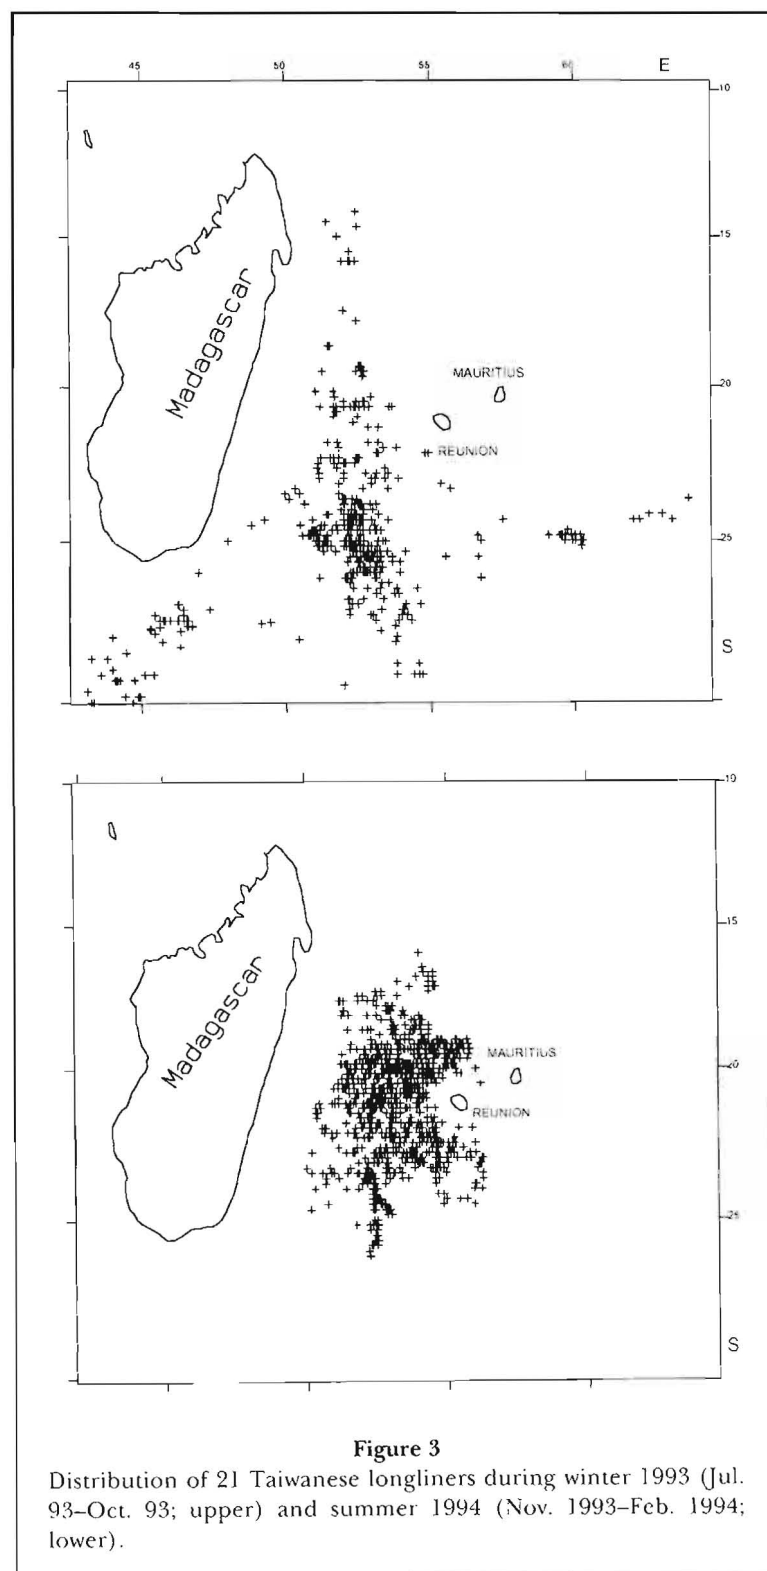 45 50 55 60 E
10
15
Madagascar
MAURITIUS
20
REUNION
25
S
19
15
Madagascar
MAURITIUS
20
REUNION
25
S
Figure 3
Distribution of 21 Taiwanese longliners during winter 1993 (Jul.
93–Oct. 93; upper) and summer 1994 (Nov. 1993–Feb. 1994;
lower).